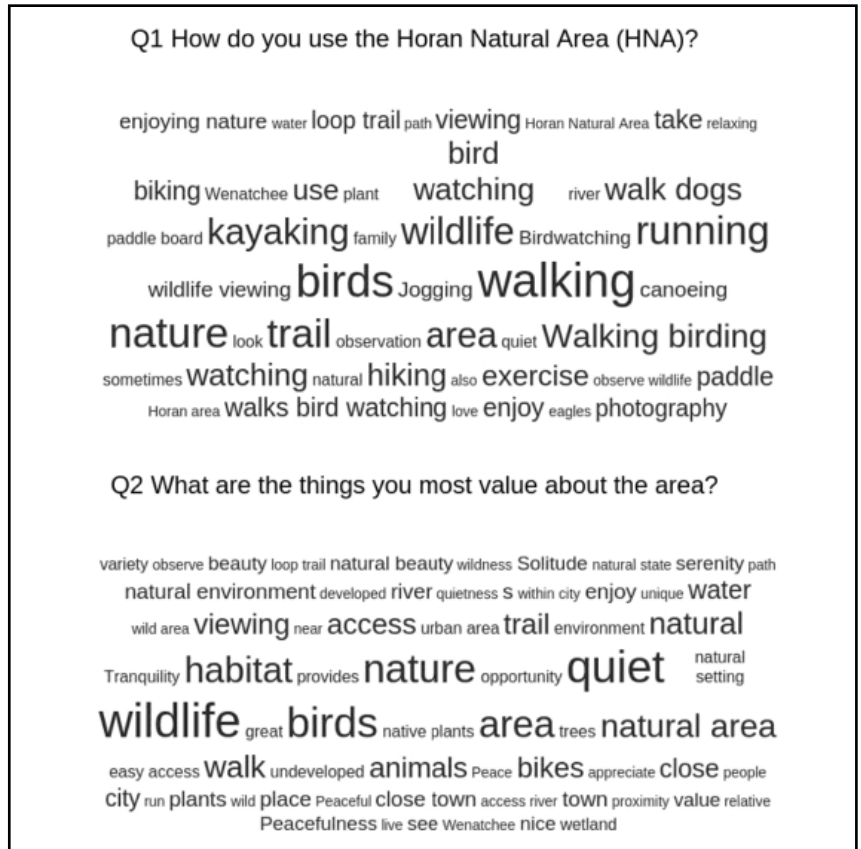 Q1 How do you use the Horan Natural Area (HNA)?
enjoying nature water loop trail path viewing Horan Natural Area take relaxing
bird
biking Wenatchee use plant watching river walk dogs
paddle board kayaking family wildlife Birdwatching running
wildlife viewing birds Jogging walking canoeing
nature look trail observation area quiet Walking birding
sometimes watching natural hiking also exercise observe wildlife paddle
Horan area walks bird watching love enjoy eagles photography
Q2 What are the things you most value about the area?
variety observe beauty loop trail natural beauty wildness Solitude natural state serenity path
natural environment developed river quietness s within city enjoy unique water
wild area viewing near access urban area trail environment natural
Tranquility habitat provides nature opportunity quiet natural
setting
wildlife great birds native plants area trees natural area
easy access walk undeveloped animals Peace bikes appreciate close people
city run plants wild place Peaceful close town access river town proximity value relative
Peacefulness live see Wenatchee nice wetland